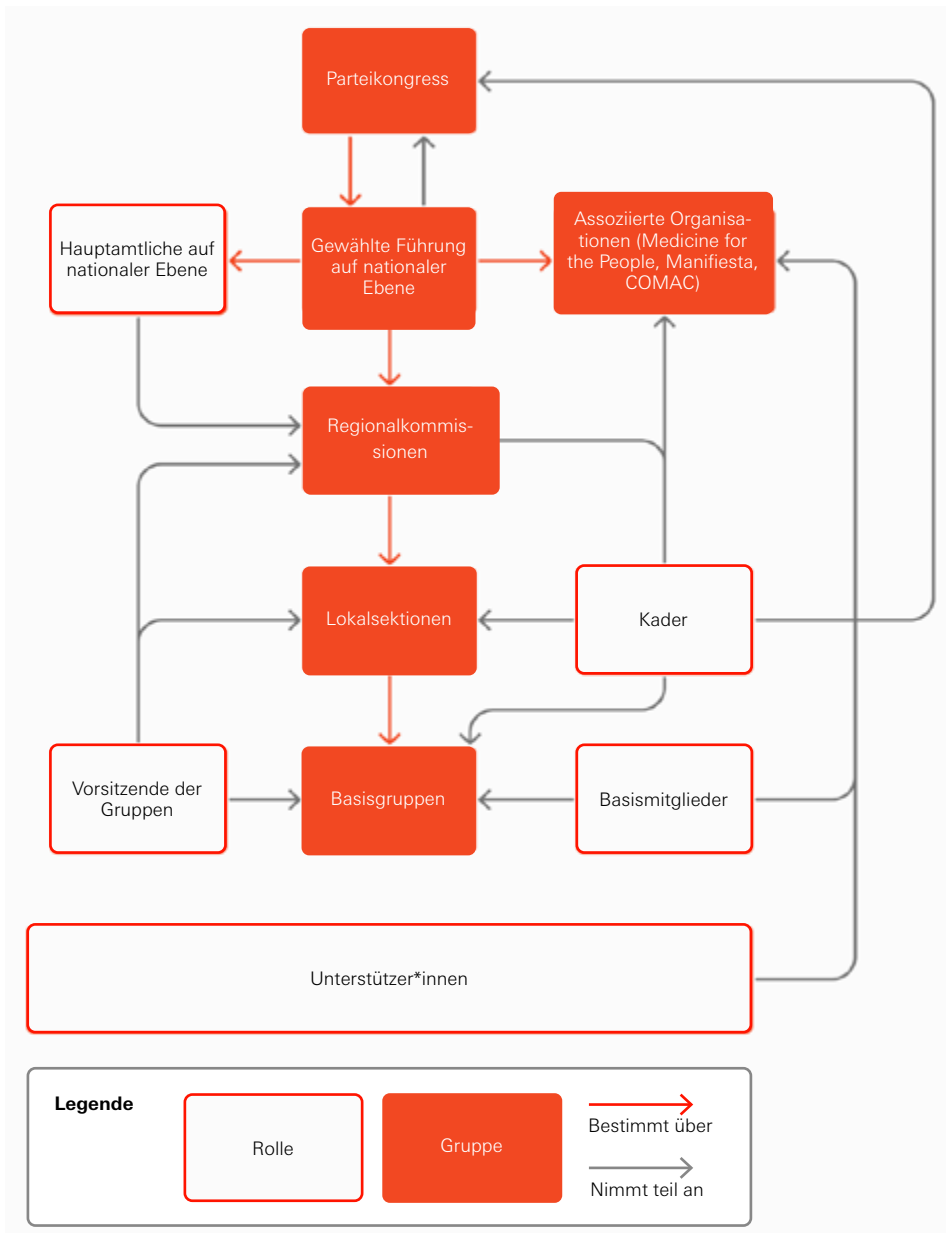 Parteikongress
Hauptamtliche auf
nationaler Ebene
Gewählte Führung
auf nationaler
Ebene
Assoziierte Organisa-
tionen (Medicine for
the People, Manifiesta,
COMAC)
Regionalkommis-
sionen
Lokalsektionen
Kader
Vorsitzende der
Gruppen
Basisgruppen
Basismitglieder
Unterstützer*innen
Legende
Rolle
Gruppe
Bestimmt über
Nimmt teil an